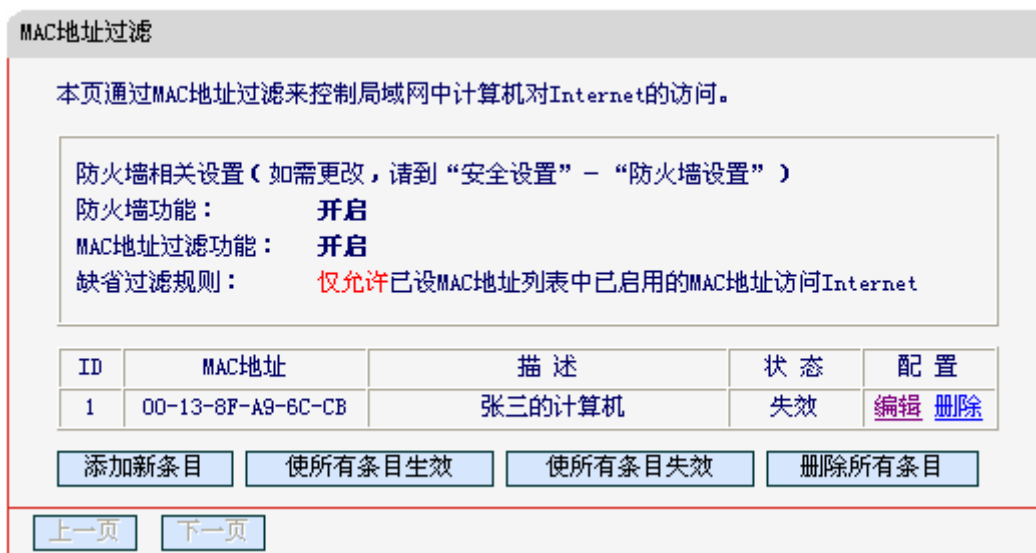 MAC地址过滤
本页通过MAC地址过滤来控制局域网中计算机对Internet的访问。
防火墙相关设置(如需更改,请到“安全设置”-“防火墙设置”)
防火墙功能: 开启
MAC地址过滤功能: 开启
缺省过滤规则: 仅允许已设MAC地址列表中已启用的MAC地址访问Internet
ID MAC地址 描 述 状 态 配 置
1 00-13-8F-A9-6C-CB 张三的计算机 失效 编辑 删除
添加新条目 使所有条目生效 使所有条目失效 删除所有条目
上一页 下一页